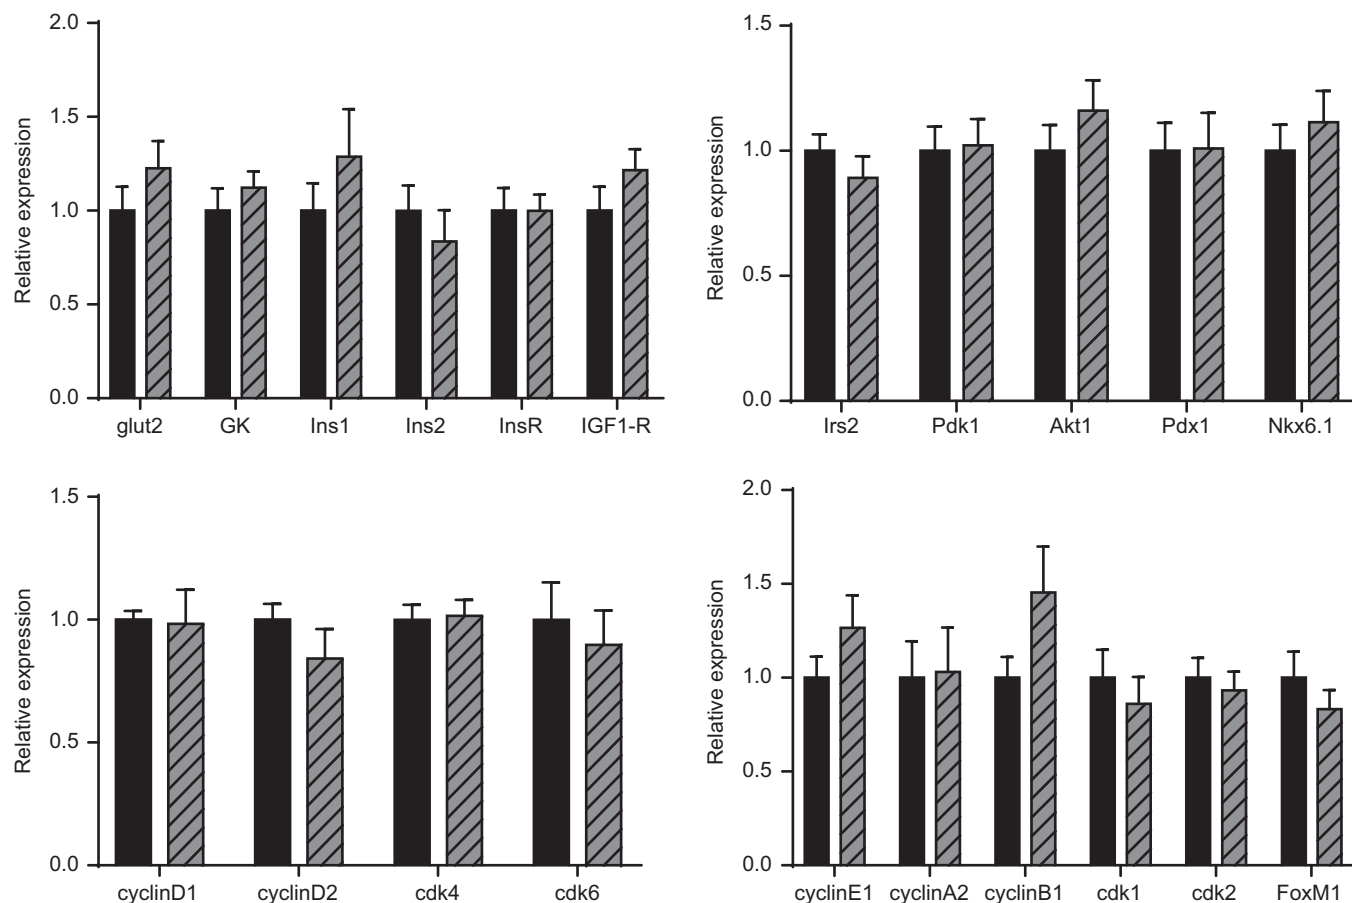 2.0
1.5
1.0
0.5
0.0
Relative expression
glut2 GK Ins1 Ins2 InsR IGF1-R
1.5
1.0
0.5
0.0
Relative expression
Irs2 Pdk1 Akt1 Pdx1 Nkx6.1
1.5
1.0
0.5
0.0
Relative expression
cyclinD1 cyclinD2 cdk4 cdk6
2.0
1.5
1.0
0.5
0.0
Relative expression
cyclinE1 cyclinA2 cyclinB1 cdk1 cdk2 FoxM1